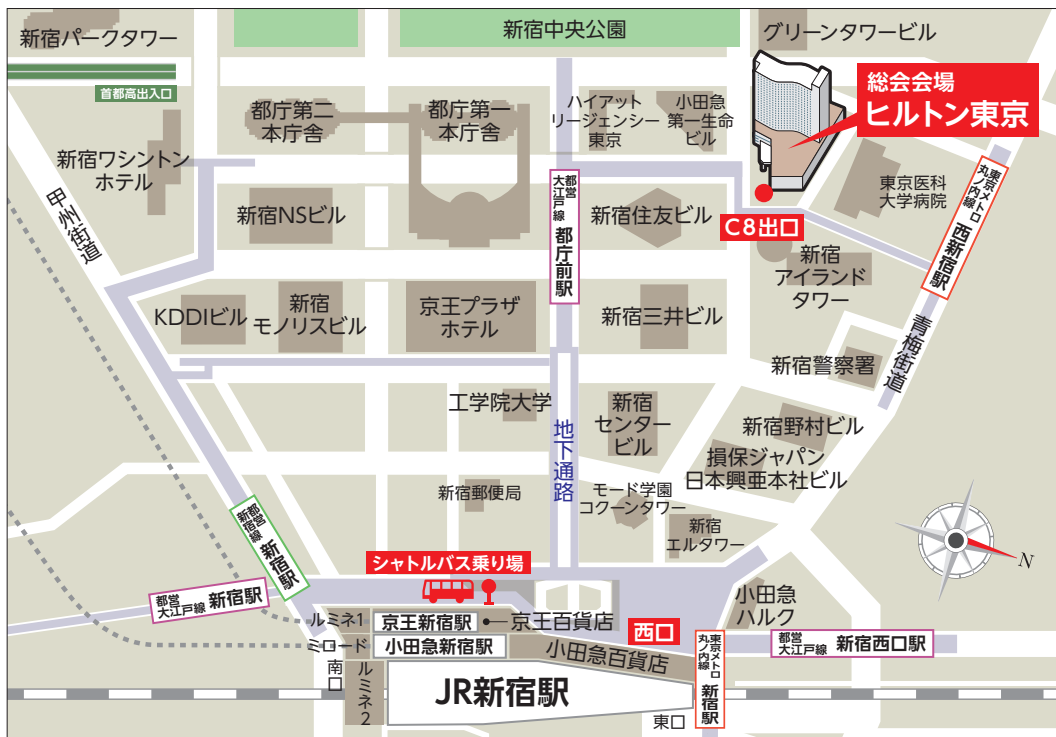 新宿パークタワー
新宿中央公園
グリーンタワービル
首都高出入口
総会会場
ヒルトン東京
都庁第二
本庁舎
都庁第一
本庁舎
ハイアット
リージェンシー
東京
小田急
第一生命
ビル
新宿ワシントン
ホテル
東京医科
大学病院
東京メトロ
丸ノ内線 西新宿駅
甲州街道
新宿NSビル
都営
大江戸線 都庁前駅
新宿住友ビル
C8出口
新宿
アイランド
タワー
KDDIビル
新宿
モノリスビル
京王プラザ
ホテル
新宿三井ビル
青梅街道
新宿警察署
工学院大学
地下通路
新宿
センター
ビル
新宿野村ビル
損保ジャパン
日本興亜本社ビル
新宿郵便局
モード学園
コクーンタワー
新宿
エルタワー
都営
新宿線 新宿駅
N
シャトルバス乗り場
都営
大江戸線 新宿駅
小田急
ハルク
ルミネ1
京王新宿駅
京王百貨店
西口
ミロード
小田急新宿駅
小田急百貨店
東京メトロ
丸ノ内線 新宿駅
都営
大江戸線 新宿西口駅
南口
ルミネ2
JR新宿駅
東口